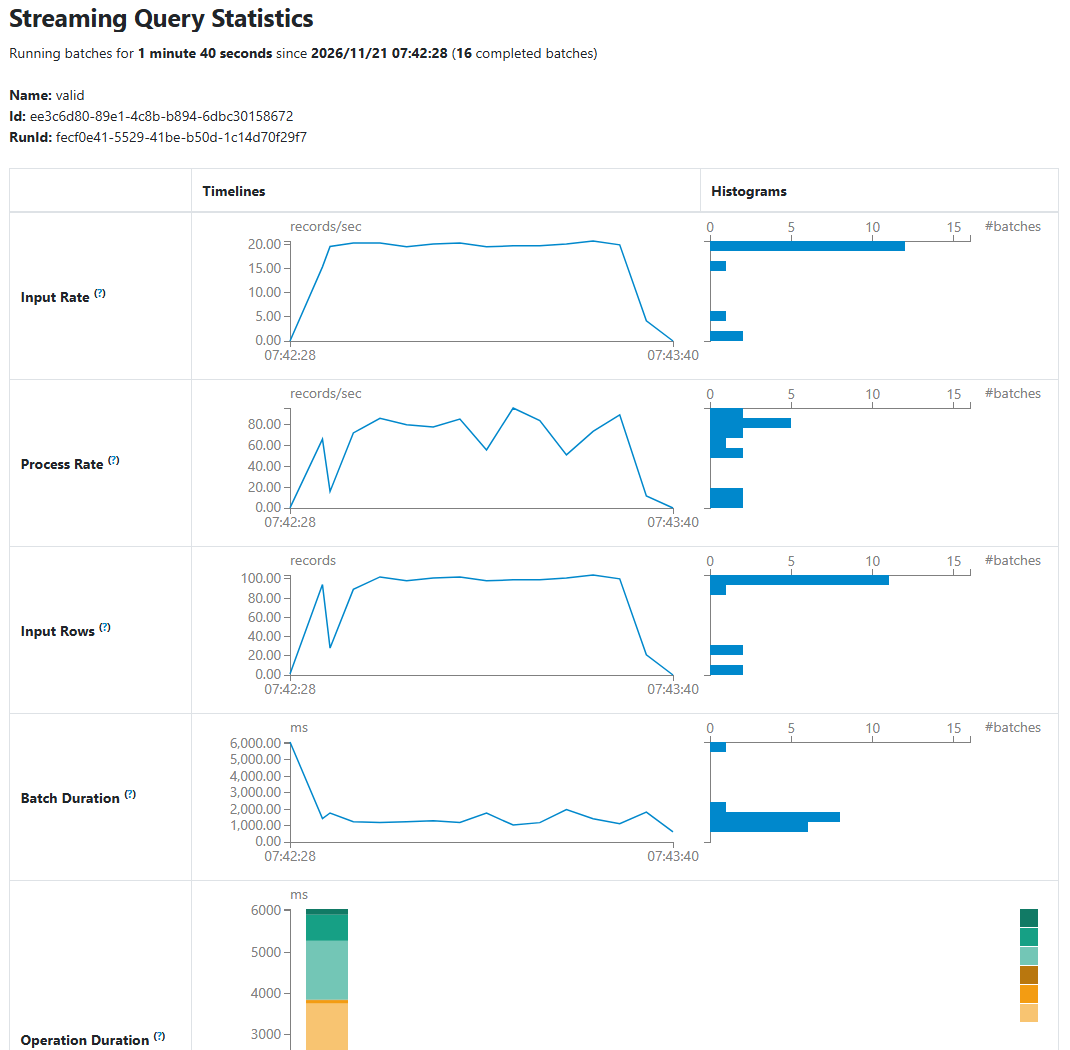 Streaming Query Statistics
Running batches for 1 minute 40 seconds since 2026/11/21 07:42:28 (16 completed batches)
Name: valid
Id: ee3c6d80-89e1-4c8b-b894-6dbc30158672
RunId: fecf0e41-5529-41be-b50d-1c14d70f29f7
Timelines Histograms
Input Rate (?)
records/sec
20.00
15.00
10.00
5.00
0.00
07:42:28 07:43:40
0 5 10 15 #batches
Process Rate (?)
records/sec
80.00
60.00
40.00
20.00
0.00
07:42:28 07:43:40
0 5 10 15 #batches
Input Rows (?)
records
100.00
80.00
60.00
40.00
20.00
0.00
07:42:28 07:43:40
0 5 10 15 #batches
Batch Duration (?)
ms
6,000.00
5,000.00
4,000.00
3,000.00
2,000.00
1,000.00
0.00
07:42:28 07:43:40
0 5 10 15 #batches
Operation Duration (?)
ms
6000
5000
4000
3000